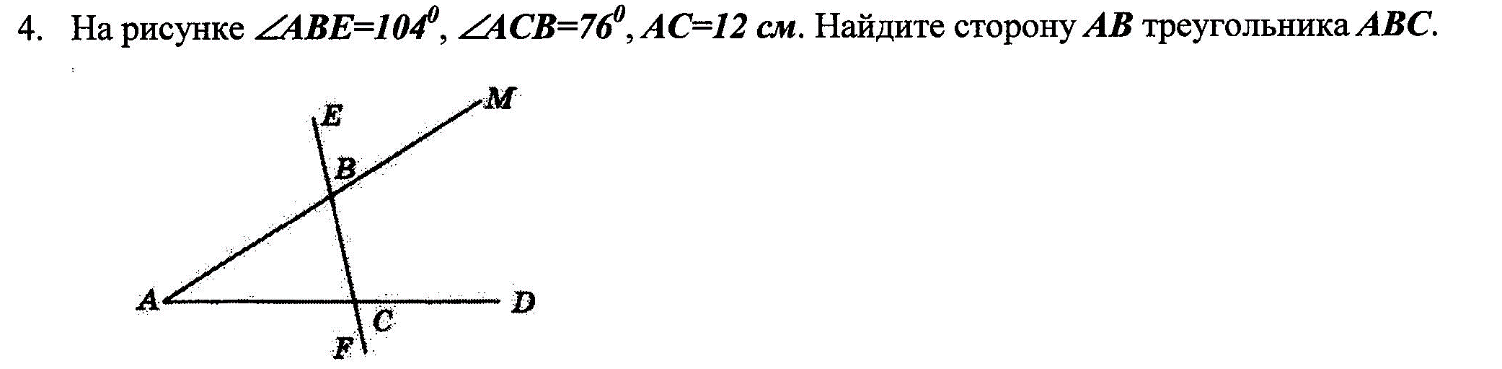 4. На рисунке ∠ABE=104⁰, ∠ACB=76⁰, AC=12 см. Найдите сторону AB треугольника ABC.
M
E
B
A
D
C
F